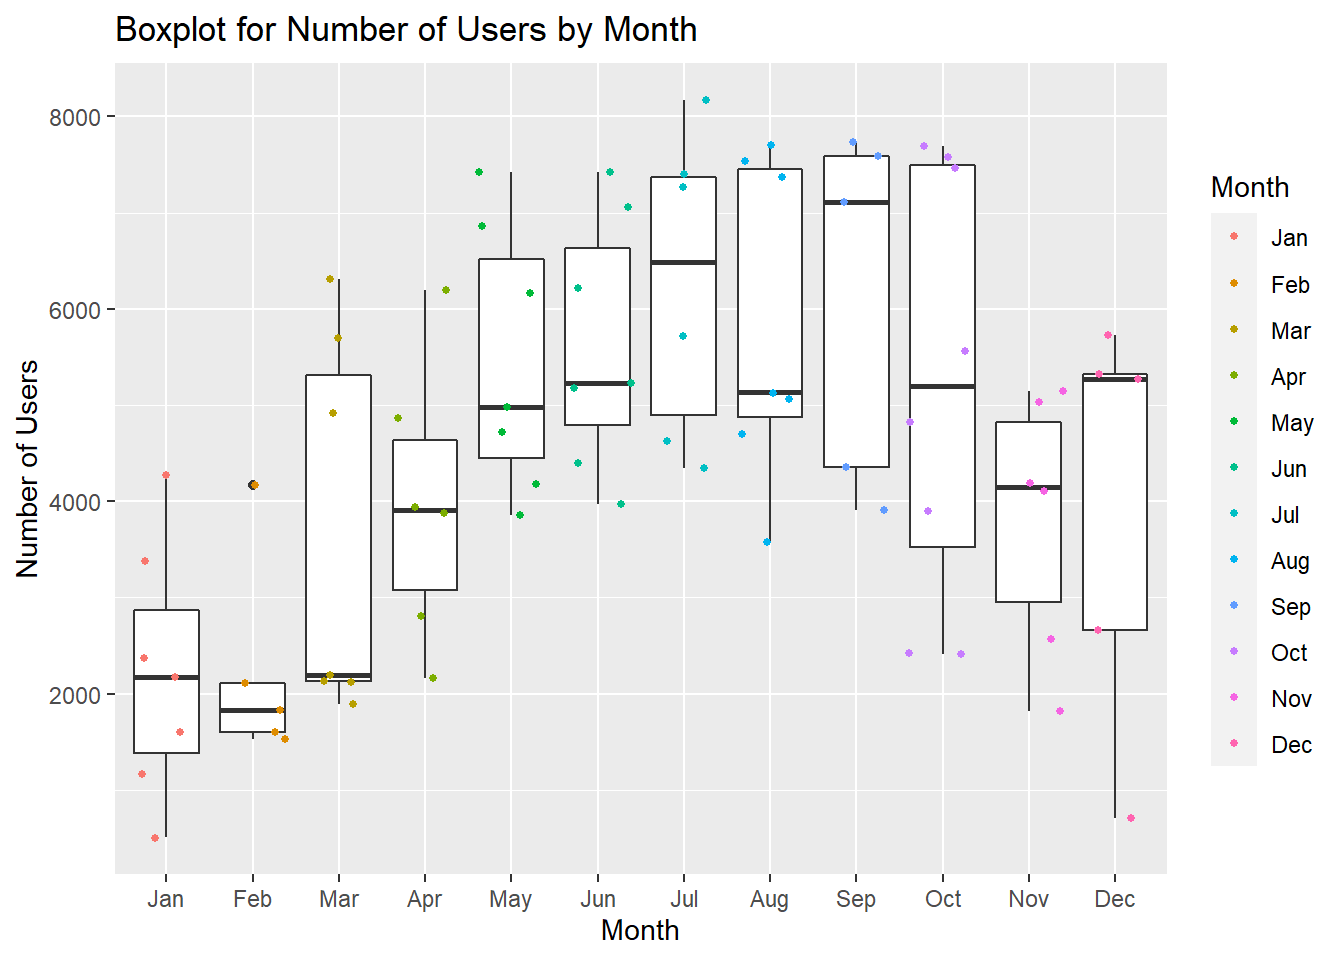 Boxplot for Number of Users by Month
8000
6000
4000
2000
Number of Users
Jan Feb Mar Apr May Jun Jul Aug Sep Oct Nov Dec
Month
Month
Jan
Feb
Mar
Apr
May
Jun
Jul
Aug
Sep
Oct
Nov
Dec